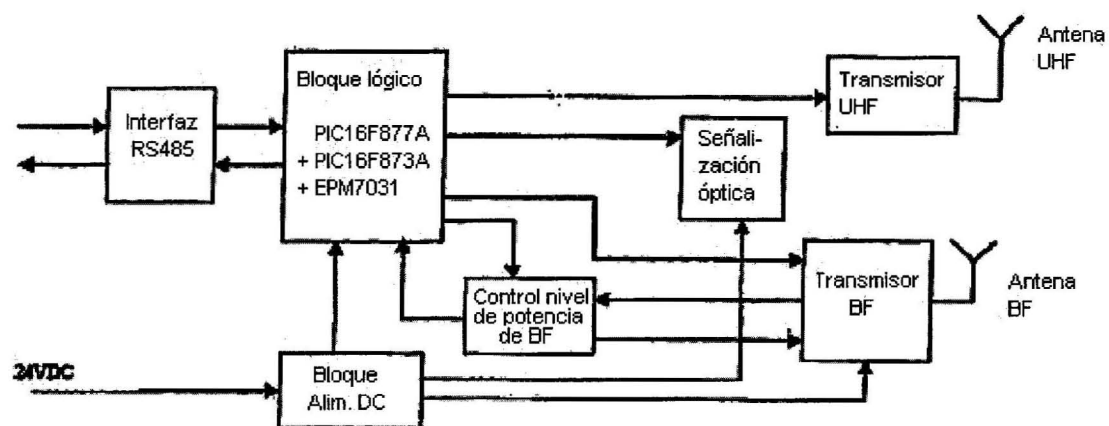 Antena
UHF
Transmisor
UHF
Bloque lógico
PIC16F877A
+ PIC16F873A
+ EPM7031
Interfaz
RS485
Señali-
zación
óptica
Transmisor
BF
Antena
BF
Control nivel
de potencia
de BF
24VDC
Bloque
Alim. DC